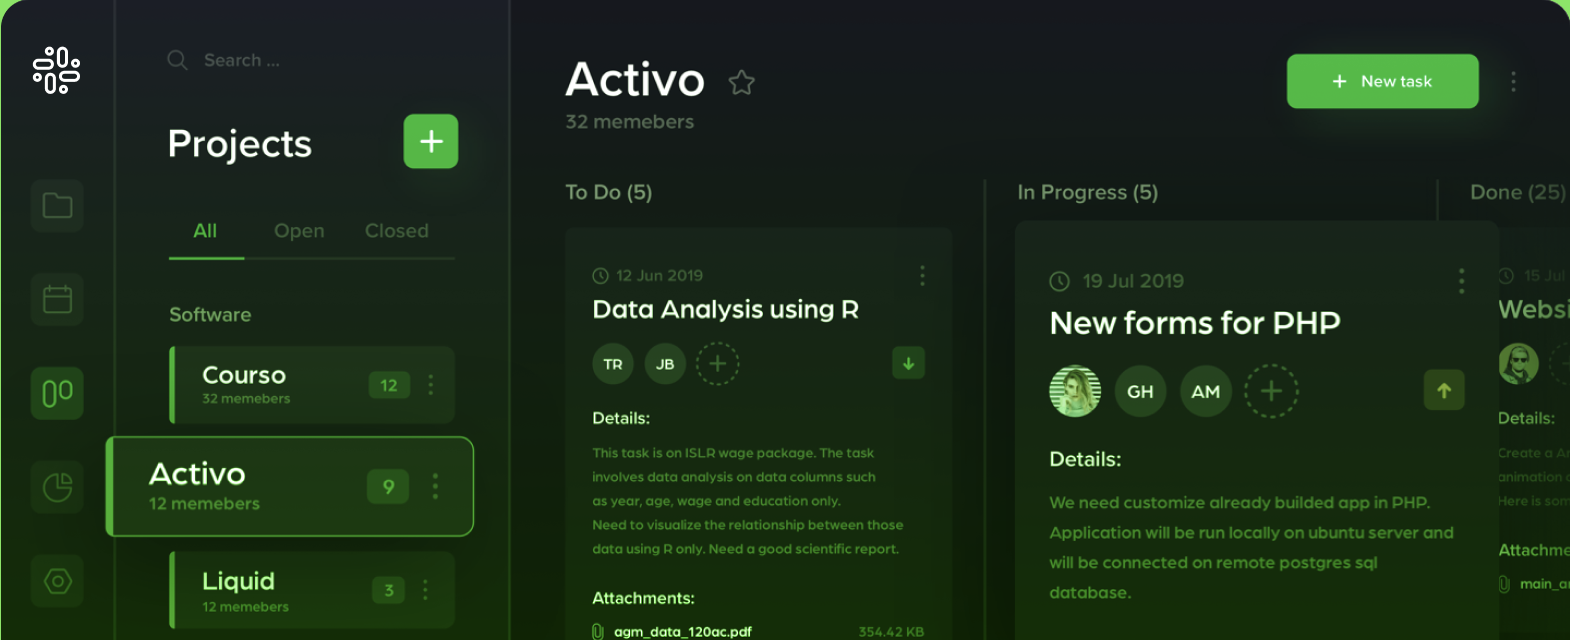 Search ...
Projects
All
Open
Closed
Software
Courso
32 memebers
12
Activo
12 memebers
9
Liquid
12 memebers
3
Activo
32 memebers
+ New task
To Do (5)
12 Jun 2019
Data Analysis using R
TR
JB
Details:
This task is on ISLR wage package. The task
involves data analysis on data columns such
as year, age, wage and education only.
Need to visualize the relationship between those
data using R only. Need a good scientific report.
Attachments:
agm_data_120ac.pdf
354.42 KB
In Progress (5)
19 Jul 2019
New forms for PHP
GH
AM
Details:
We need customize already builded app in PHP.
Application will be run locally on ubuntu server and
will be connected on remote postgres sql
database.
Done (25)
15 Jul
Websi
Details:
Create a A
animation
Here is som
Attachme
main_a